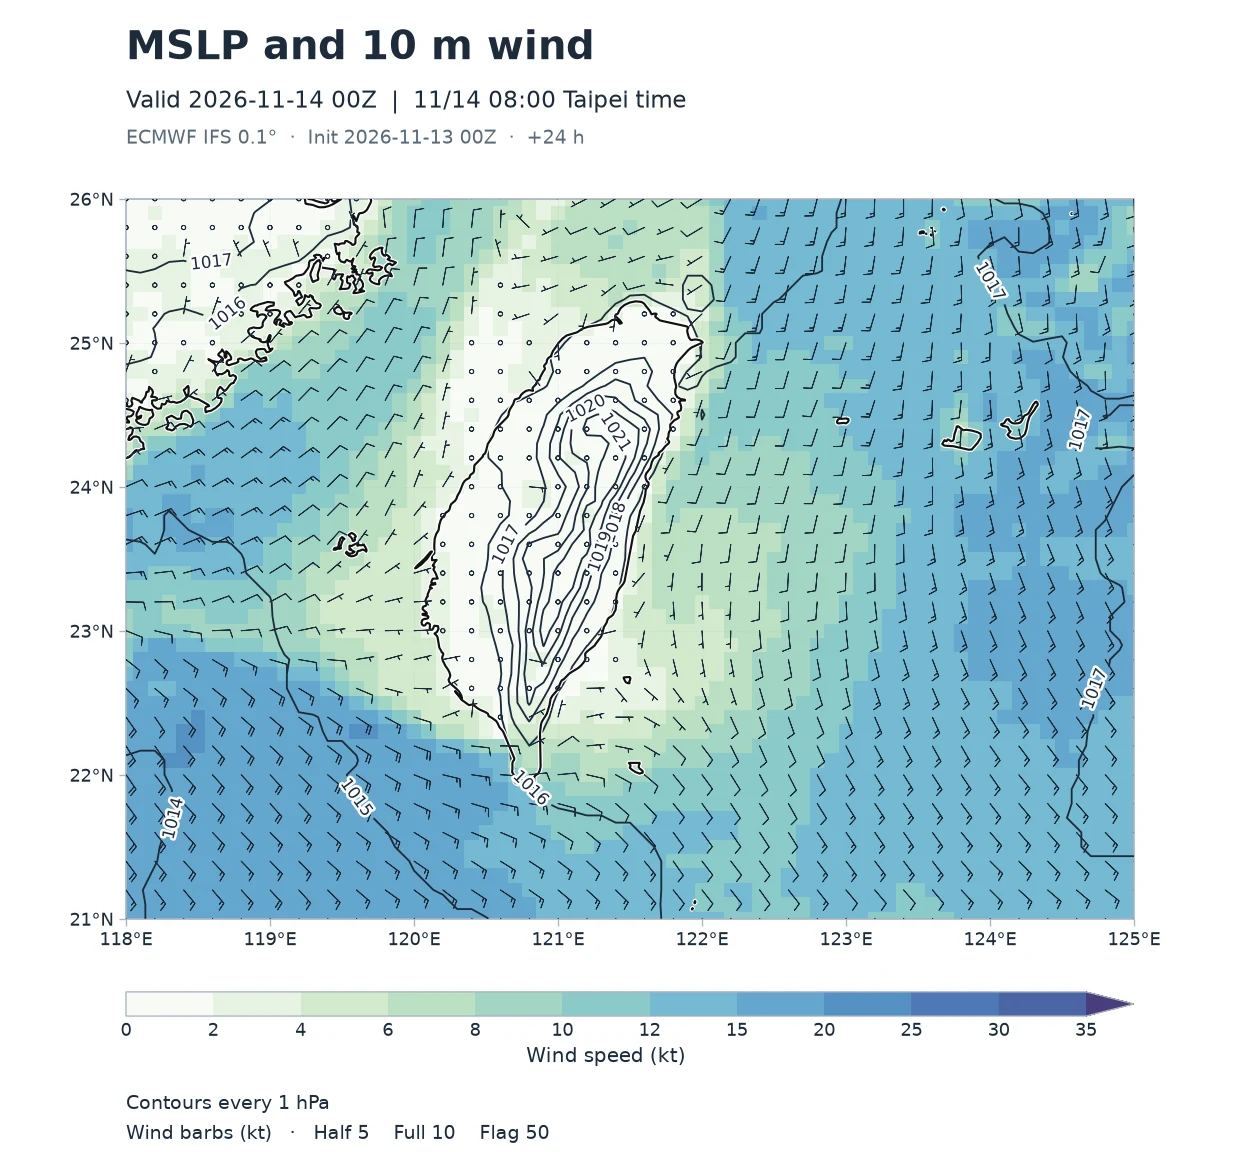 MSLP and 10 m wind
Valid 2026-11-14 00Z | 11/14 08:00 Taipei time
ECMWF IFS 0.1° · Init 2026-11-13 00Z · +24 h
26°N
1017
1017
1016
25°N
1020
1021
1017
24°N
1018
1017
1019
23°N
1017
22°N
1016
1015
1014
21°N
118°E 119°E 120°E 121°E 122°E 123°E 124°E 125°E
0 2 4 6 8 10 12 15 20 25 30 35
Wind speed (kt)
Contours every 1 hPa
Wind barbs (kt) · Half 5 Full 10 Flag 50